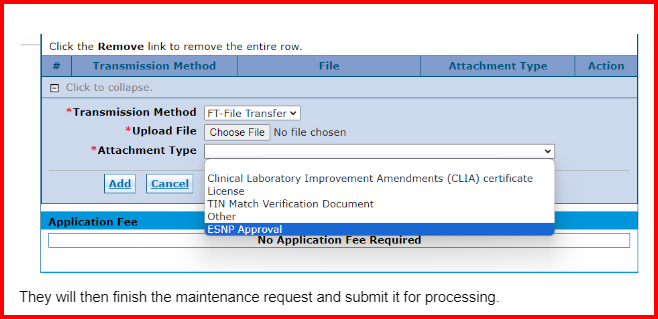 Click the Remove link to remove the entire row.
# Transmission Method File Attachment Type Action
Click to collapse.
*Transmission Method FT-File Transfer
*Upload File Choose File No file chosen
*Attachment Type
Clinical Laboratory Improvement Amendments (CLIA) certificate
License
TIN Match Verification Document
Other
ESNP Approval
Add Cancel
Application Fee
No Application Fee Required
They will then finish the maintenance request and submit it for processing.